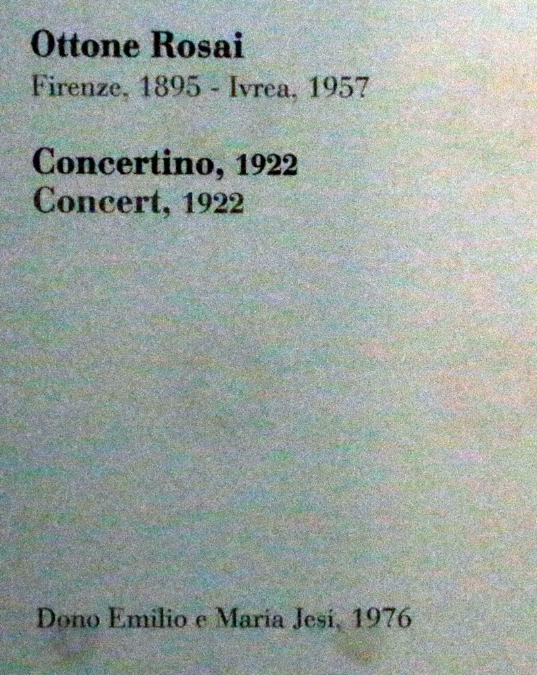 Ottone Rosai
Firenze, 1895 - Ivrea, 1957
Concertino, 1922
Concert, 1922
Dono Emilio e Maria Jesi, 1976